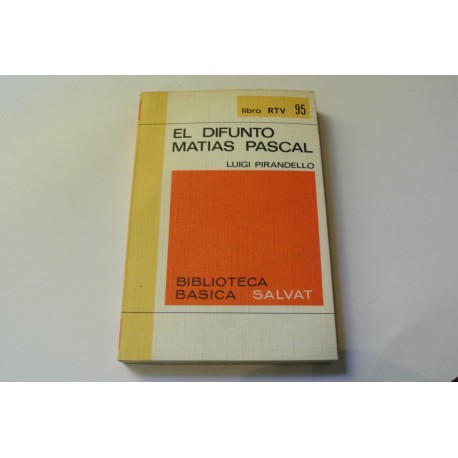 libro RTV 95
EL DIFUNTO
MATIAS PASCAL
LUIGI PIRANDELLO
BIBLIOTECA
BASICA SALVAT